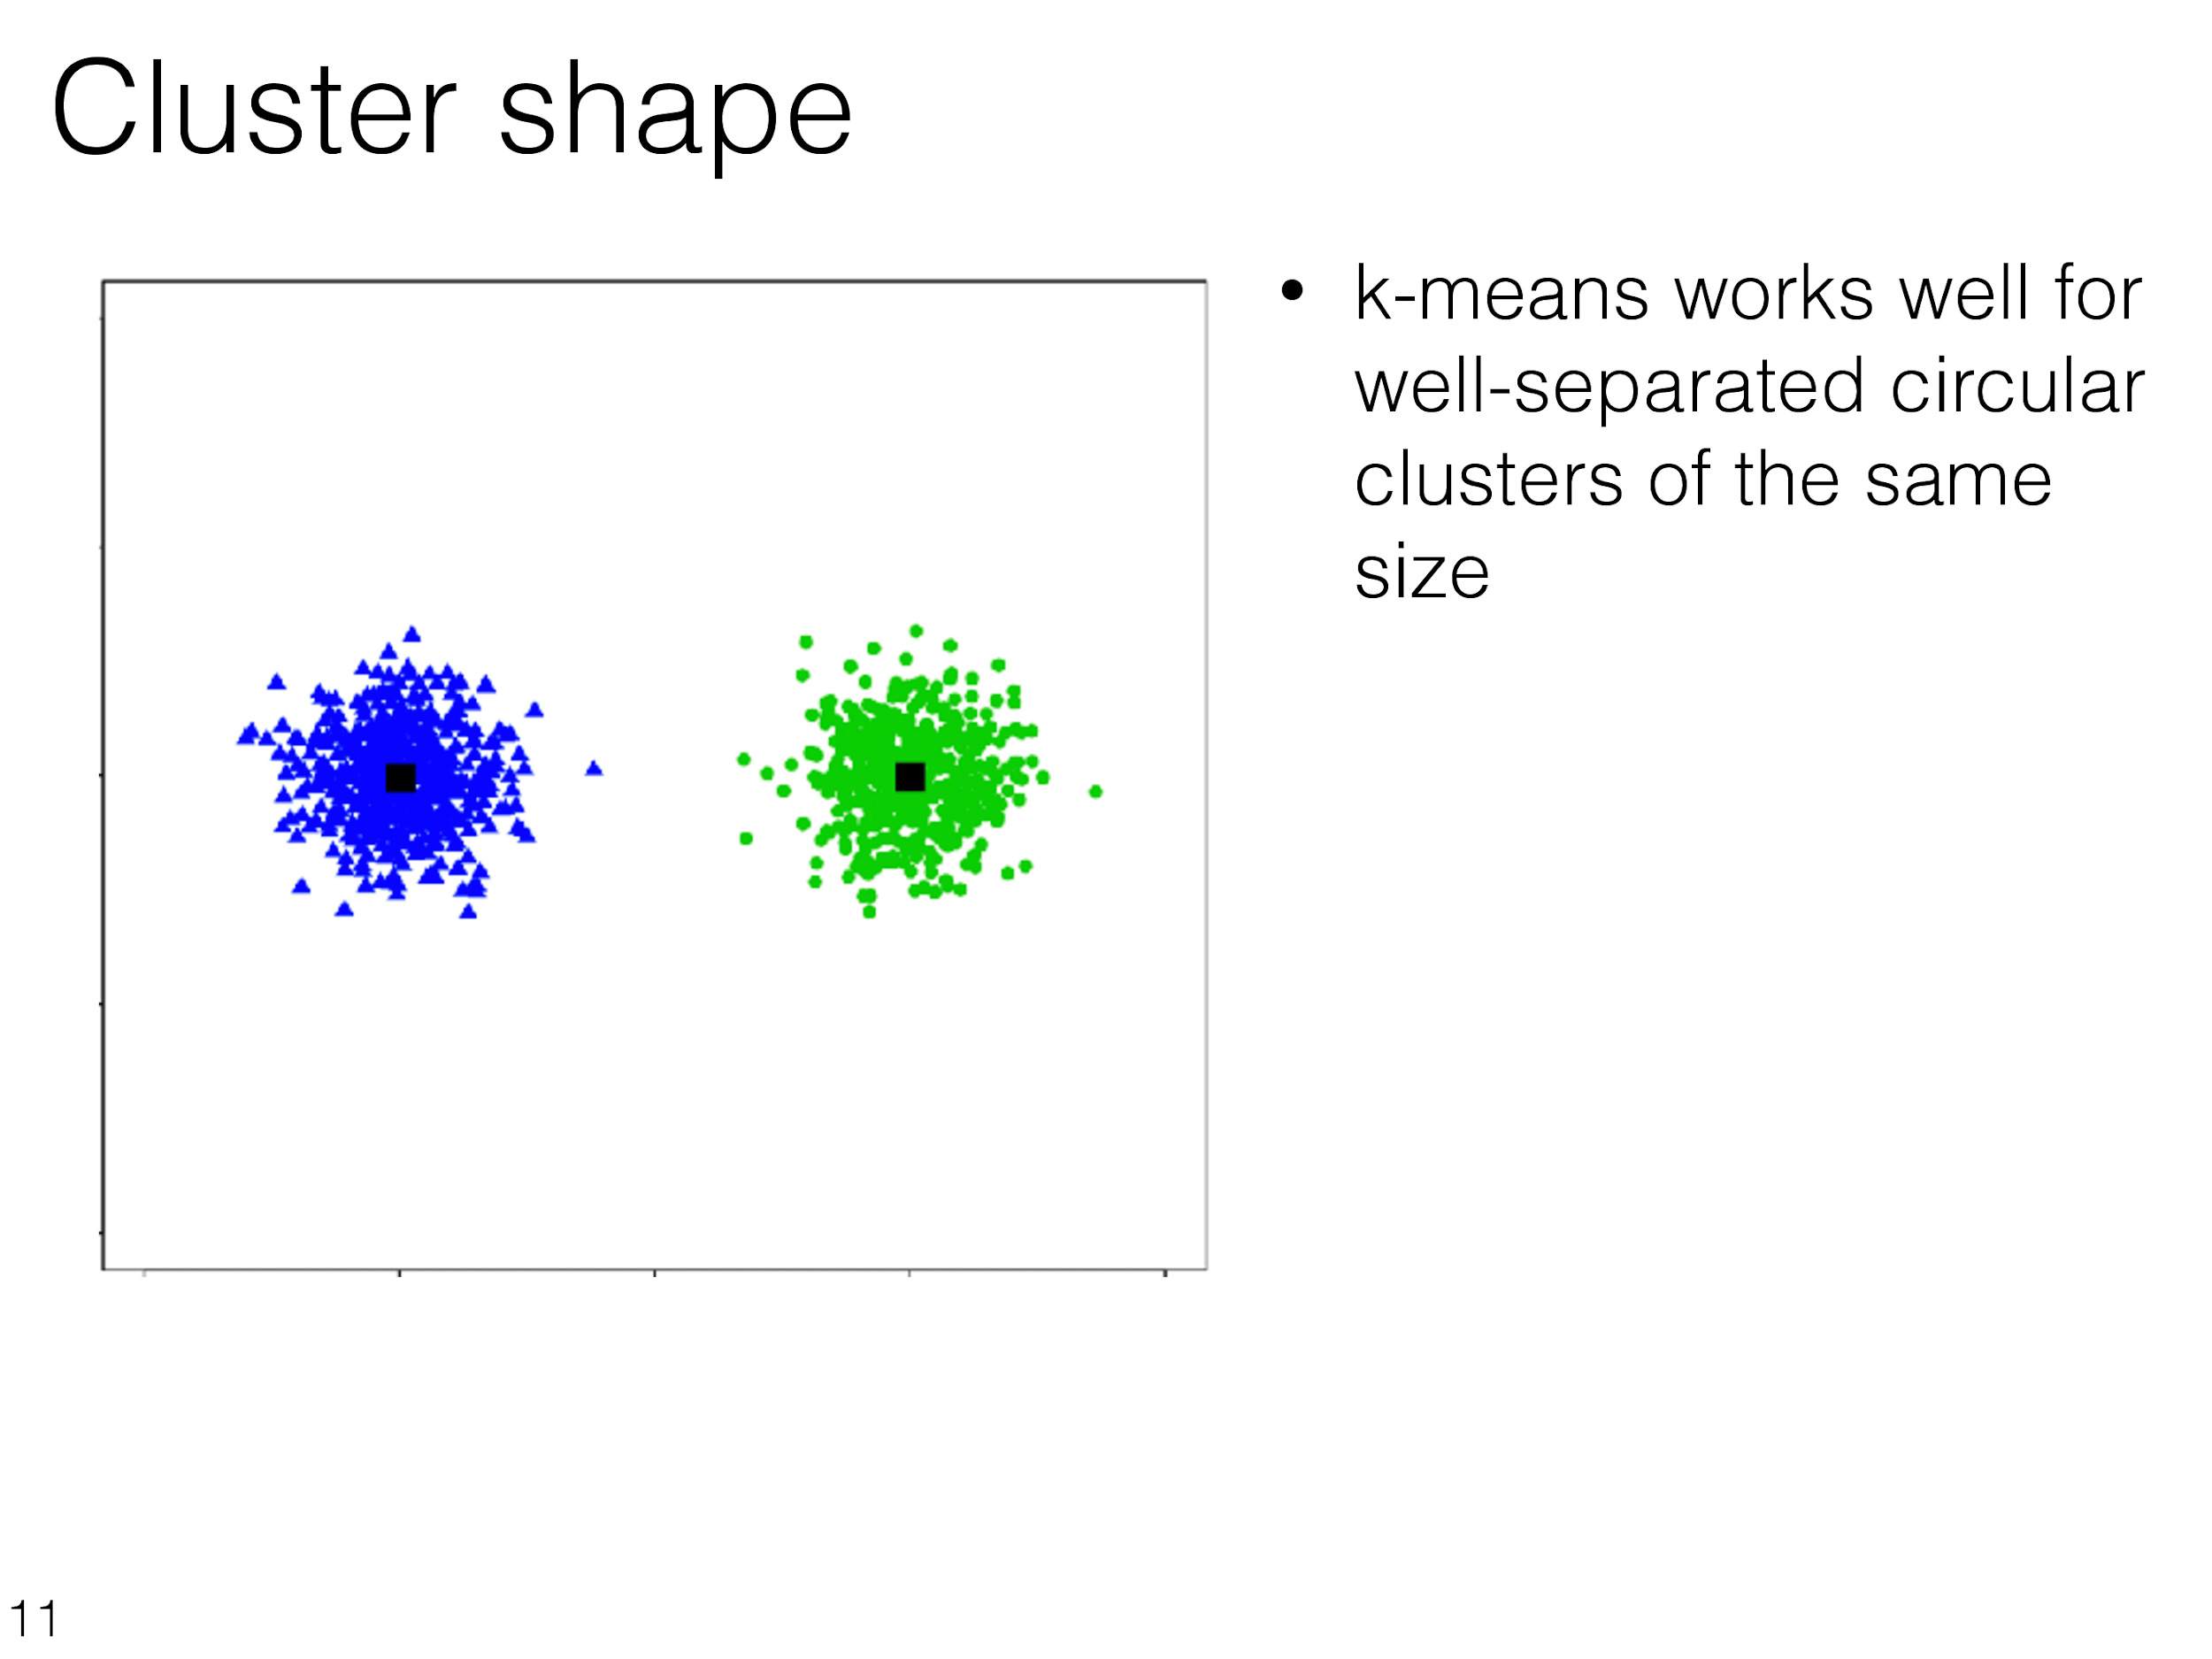 Cluster shape
• k-means works well for
well-separated circular
clusters of the same
size
11